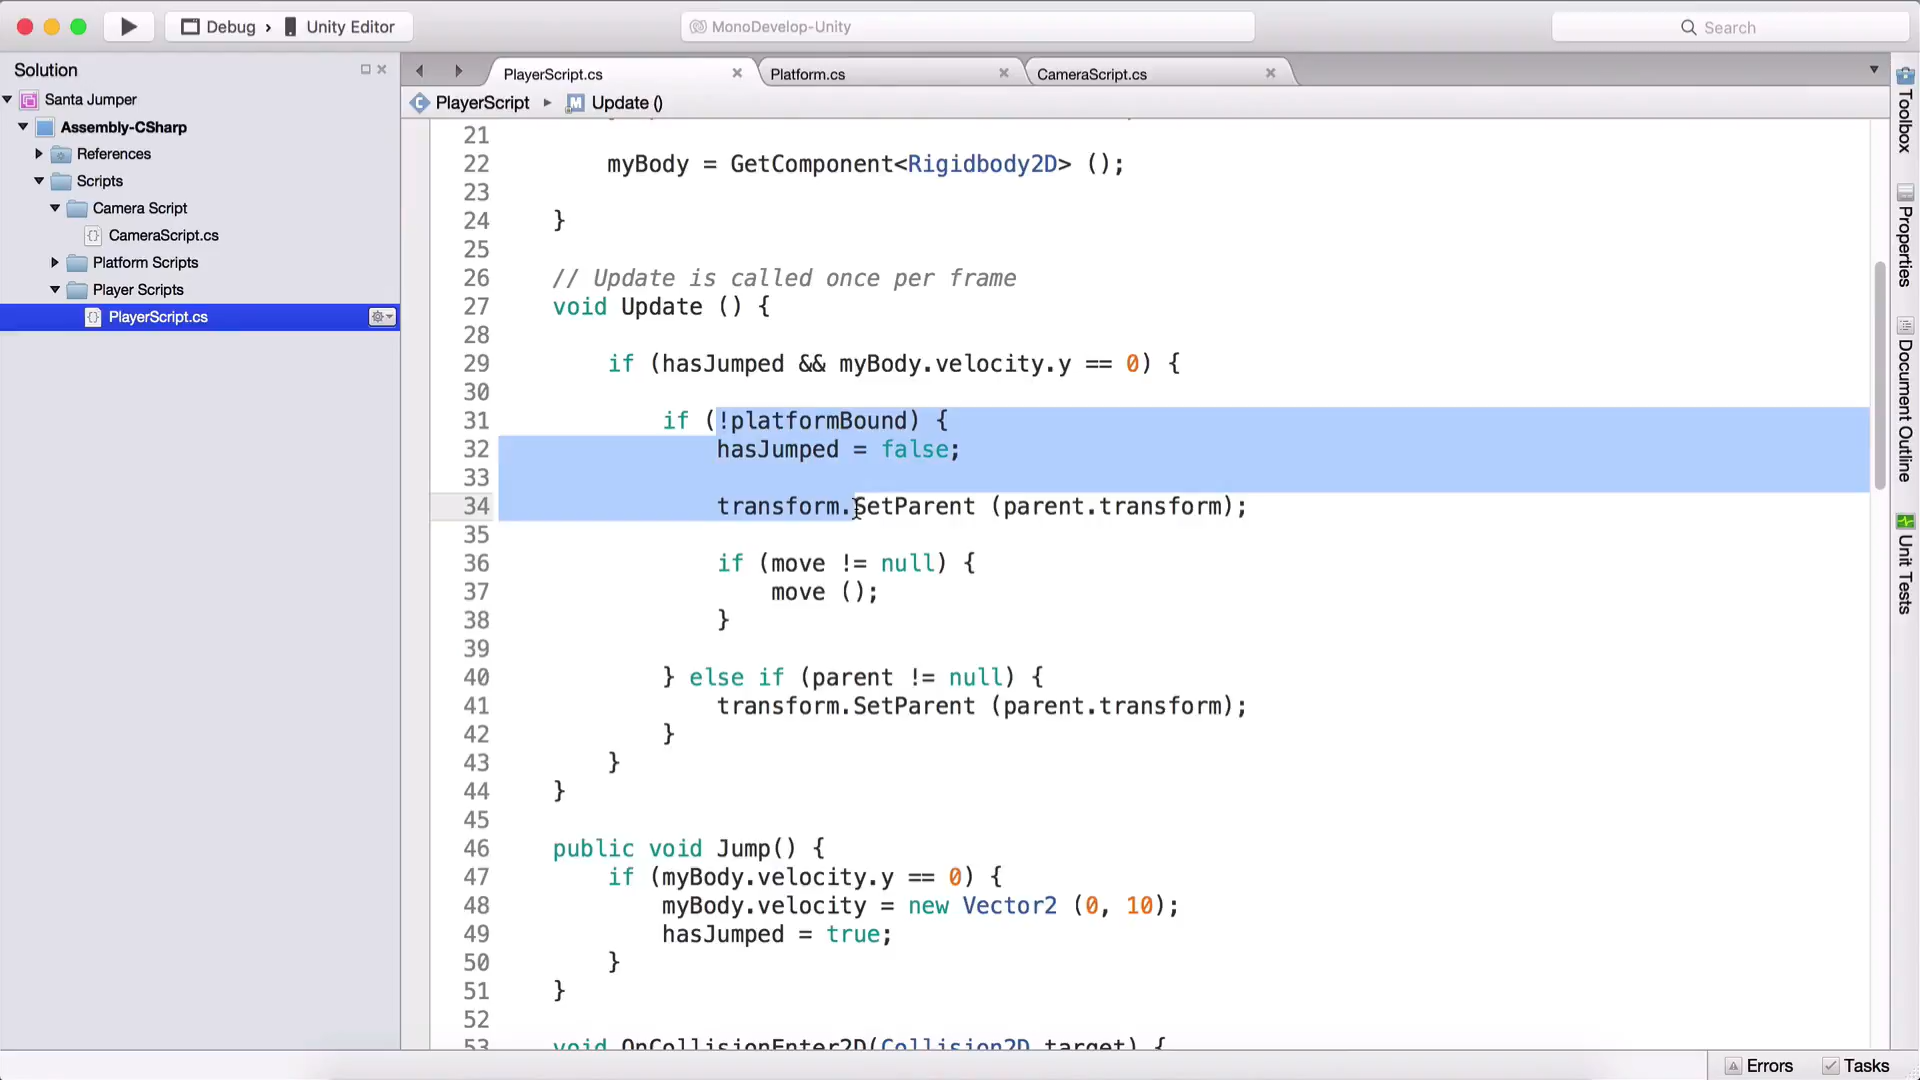 Debug › Unity Editor
MonoDevelop-Unity
Search
Solution
Santa Jumper
Assembly-CSharp
References
Scripts
Camera Script
CameraScript.cs
Platform Scripts
Player Scripts
PlayerScript.cs
PlayerScript.cs
Platform.cs
CameraScript.cs
PlayerScript
M Update ()
21
22 myBody = GetComponent<Rigidbody2D> ();
23
24 }
25
26 // Update is called once per frame
27 void Update () {
28
29 if (hasJumped && myBody.velocity.y == 0) {
30
31 if (!platformBound) {
32 hasJumped = false;
33
34 transform.SetParent (parent.transform);
35
36 if (move != null) {
37 move ();
38 }
39
40 } else if (parent != null) {
41 transform.SetParent (parent.transform);
42 }
43 }
44 }
45
46 public void Jump() {
47 if (myBody.velocity.y == 0) {
48 myBody.velocity = new Vector2 (0, 10);
49 hasJumped = true;
50 }
51 }
52
53 void OnCollisionEnter2D(Collision2D target) {
Toolbox
Properties
Document Outline
Unit Tests
Errors
Tasks